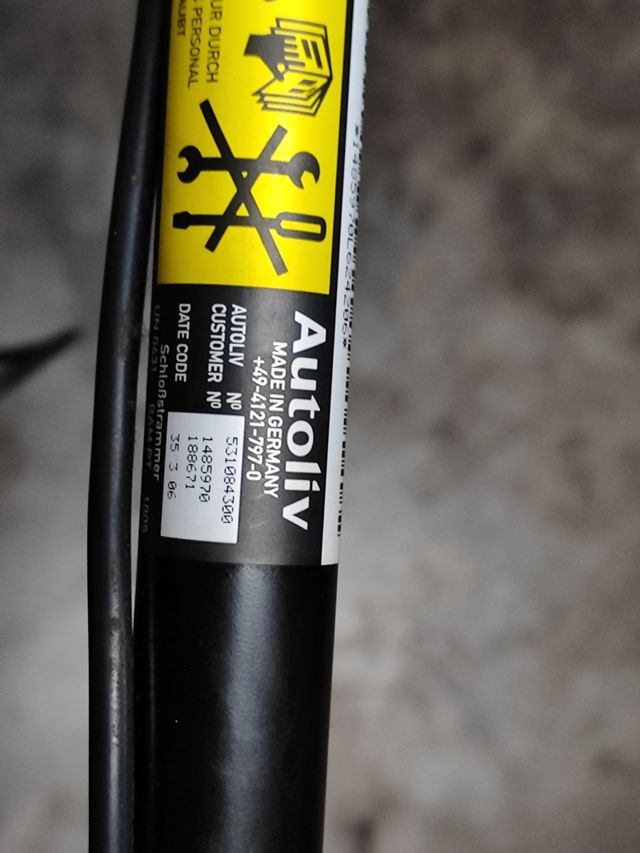 UR DURCH
PERSONAL
AUBT
Autoliv
MADE IN GERMANY
+49-4121-797-0
AUTOLIV Nº 531084300
CUSTOMER Nº 1485970
188671
DATE CODE 35 3 06
Schloßstrammer